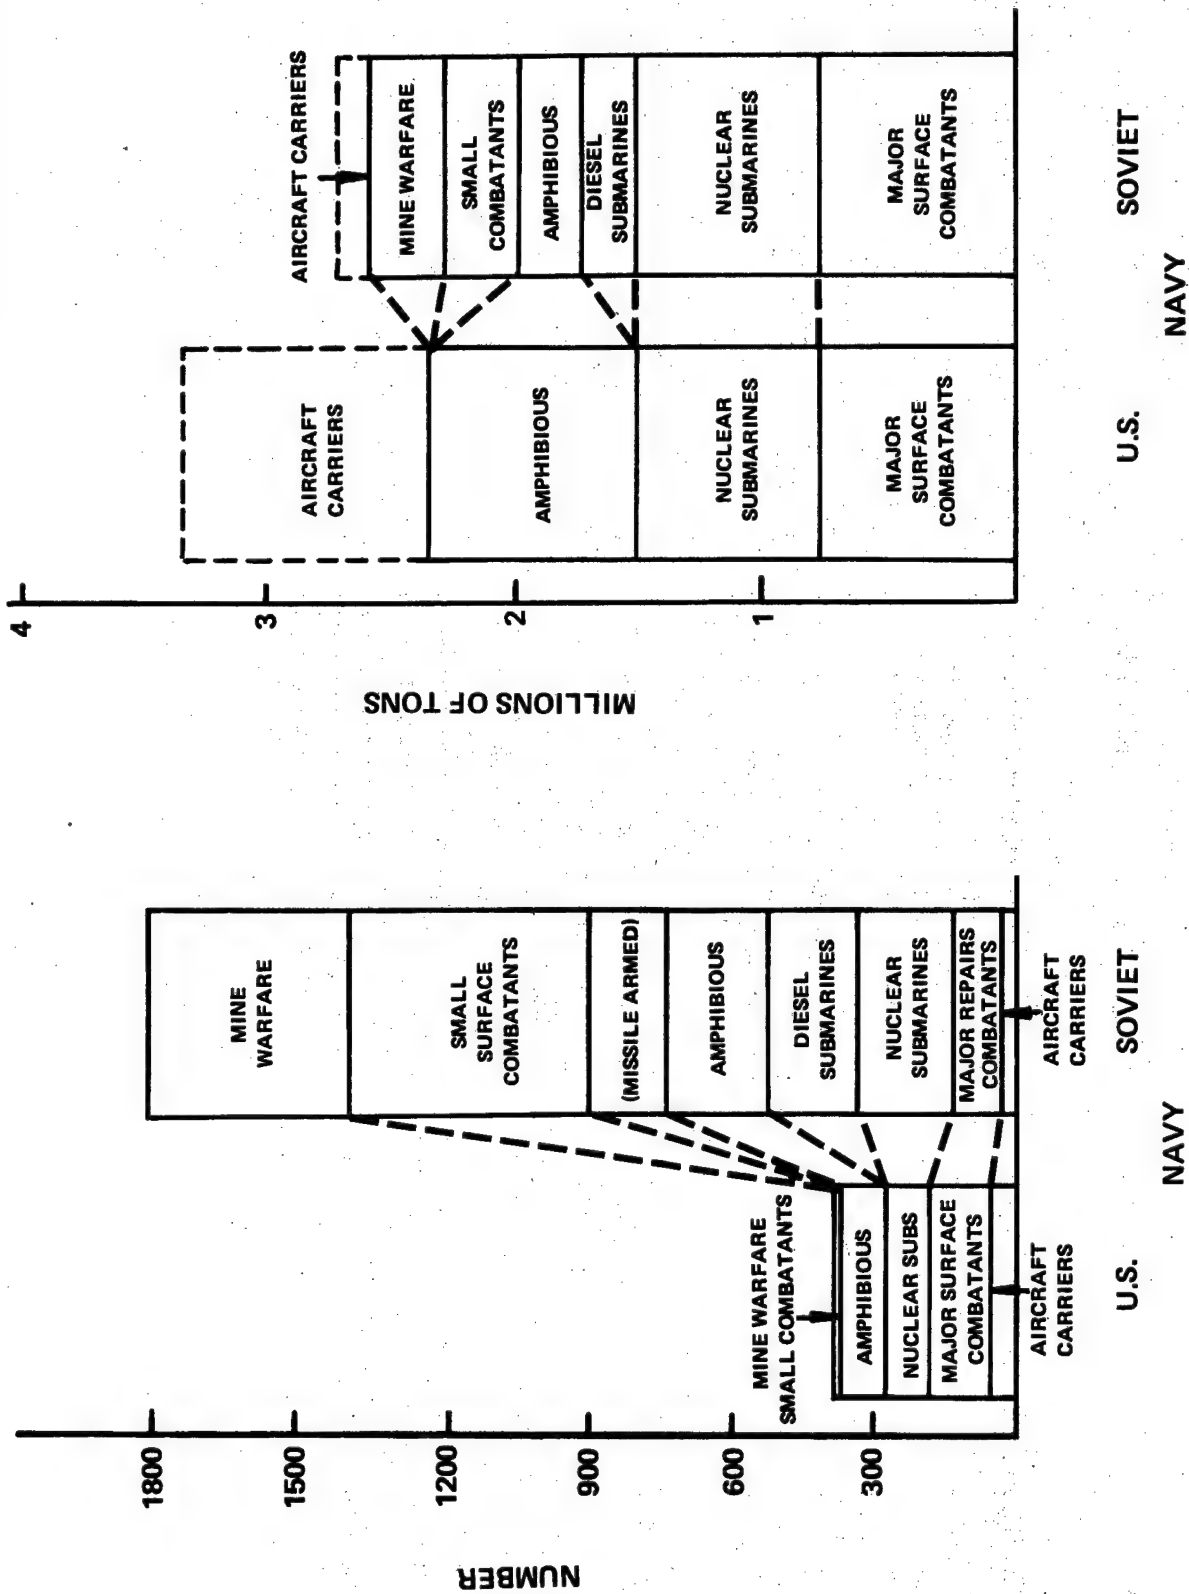 NUMBER
1800
1500
1200
900
600
300
MINE WARFARE
SMALL COMBATANTS
AMPHIBIOUS
NUCLEAR SUBS
MAJOR SURFACE
COMBATANTS
AIRCRAFT
CARRIERS
U.S.
MINE
WARFARE
SMALL
SURFACE
COMBATANTS
(MISSILE ARMED)
AMPHIBIOUS
DIESEL
SUBMARINES
NUCLEAR
SUBMARINES
MAJOR REPAIRS
COMBATANTS
AIRCRAFT
CARRIERS
SOVIET
NAVY
MILLIONS OF TONS
4
3
2
1
AIRCRAFT
CARRIERS
AMPHIBIOUS
NUCLEAR
SUBMARINES
MAJOR
SURFACE
COMBATANTS
U.S.
AIRCRAFT CARRIERS
MINE WARFARE
SMALL
COMBATANTS
AMPHIBIOUS
DIESEL
SUBMARINES
NUCLEAR
SUBMARINES
MAJOR
SURFACE
COMBATANTS
SOVIET
NAVY